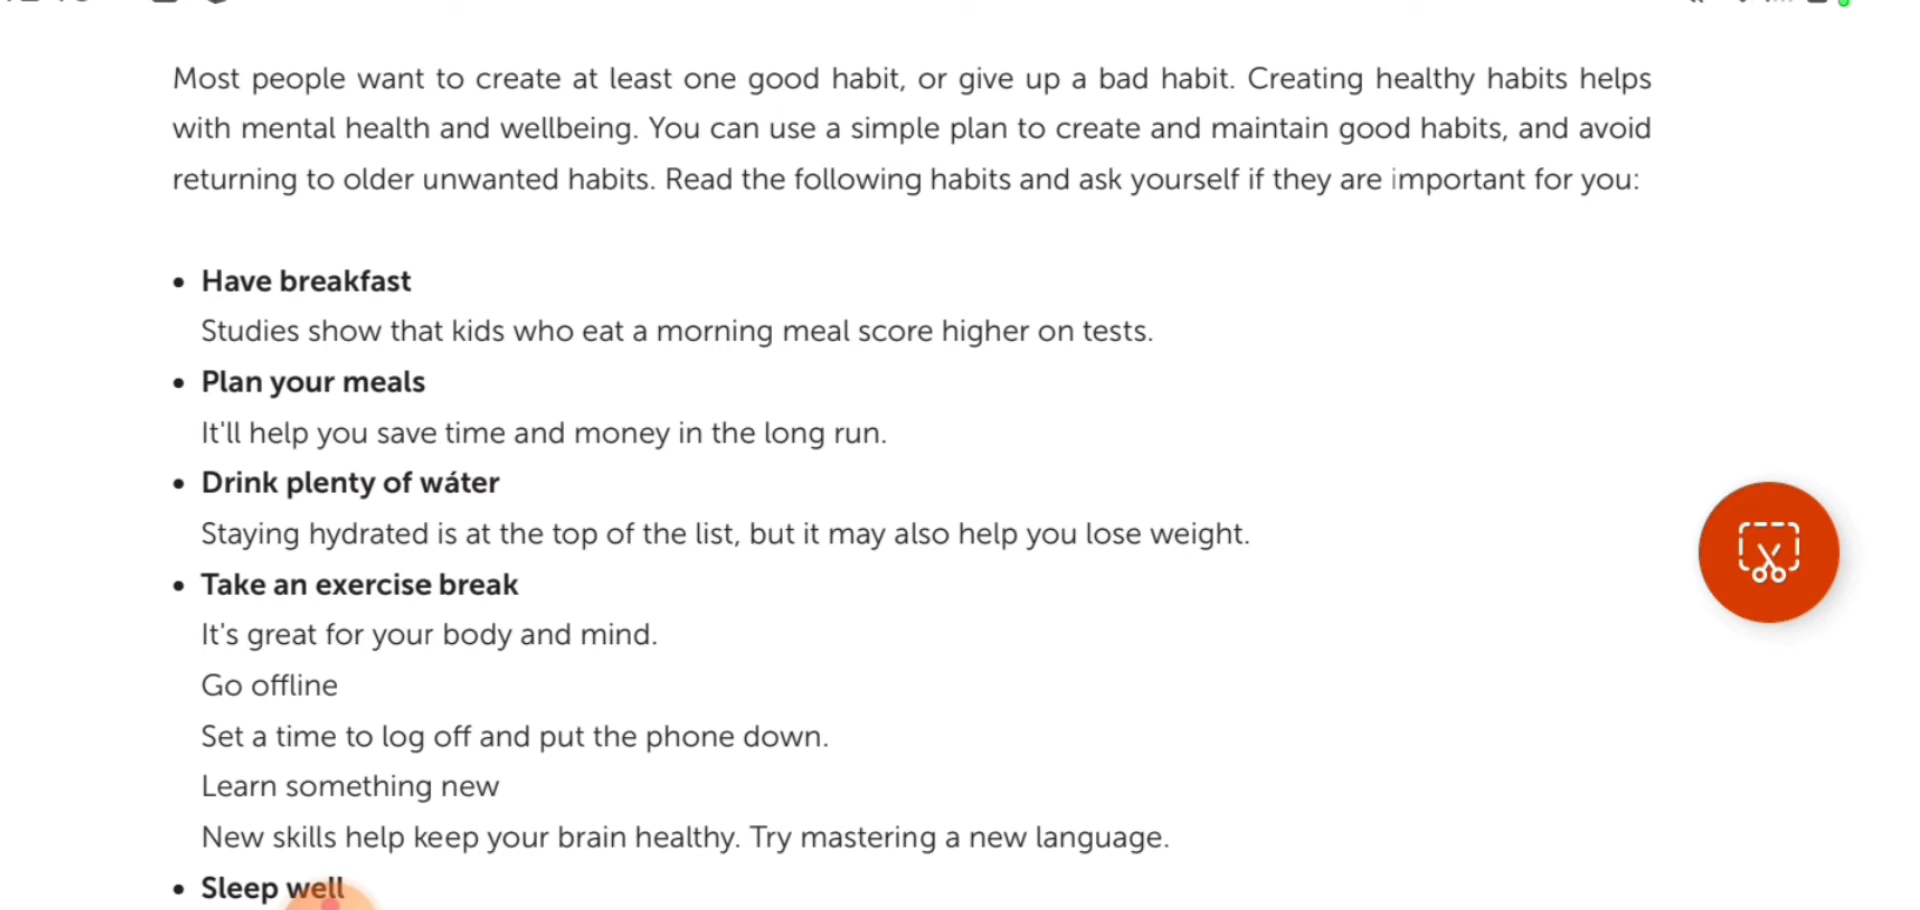 Most people want to create at least one good habit, or give up a bad habit. Creating healthy habits helps
with mental health and wellbeing. You can use a simple plan to create and maintain good habits, and avoid
returning to older unwanted habits. Read the following habits and ask yourself if they are important for you:
• Have breakfast
Studies show that kids who eat a morning meal score higher on tests.
• Plan your meals
It'll help you save time and money in the long run.
• Drink plenty of wáter
Staying hydrated is at the top of the list, but it may also help you lose weight.
• Take an exercise break
It's great for your body and mind.
Go offline
Set a time to log off and put the phone down.
Learn something new
New skills help keep your brain healthy. Try mastering a new language.
• Sleep well